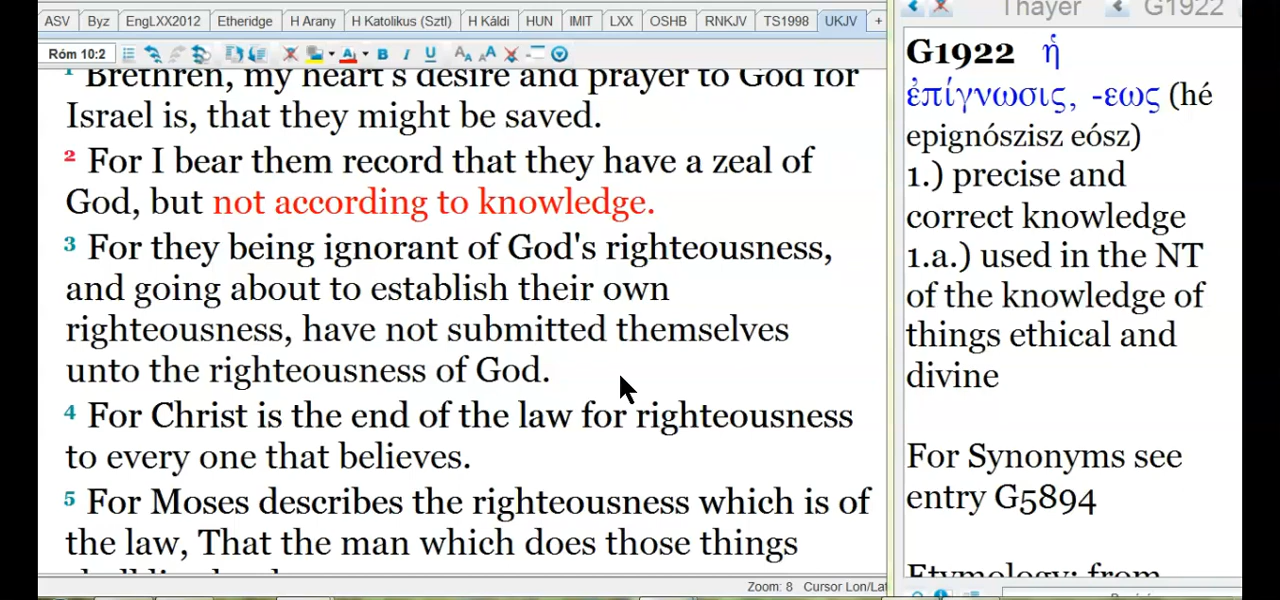 ASV Byz EngLXX2012 Etheridge H Arany H Katolikus (Sztl) H Káldi HUN IMIT LXX OSHB RNKJV TS1998 UKJV +
Róm 10:2
B I U
1 Brethren, my heart's desire and prayer to God for
Israel is, that they might be saved.
2 For I bear them record that they have a zeal of
God, but not according to knowledge.
3 For they being ignorant of God's righteousness,
and going about to establish their own
righteousness, have not submitted themselves
unto the righteousness of God.
4 For Christ is the end of the law for righteousness
to every one that believes.
5 For Moses describes the righteousness which is of
the law, That the man which does those things
Zoom: 8 Cursor Lon/Lat
Thayer G1922
G1922 ἡ
ἐπίγνωσις, -εως (hé
epignószisz eósz)
1.) precise and
correct knowledge
1.a.) used in the NT
of the knowledge of
things ethical and
divine
For Synonyms see
entry G5894
Etymology: from